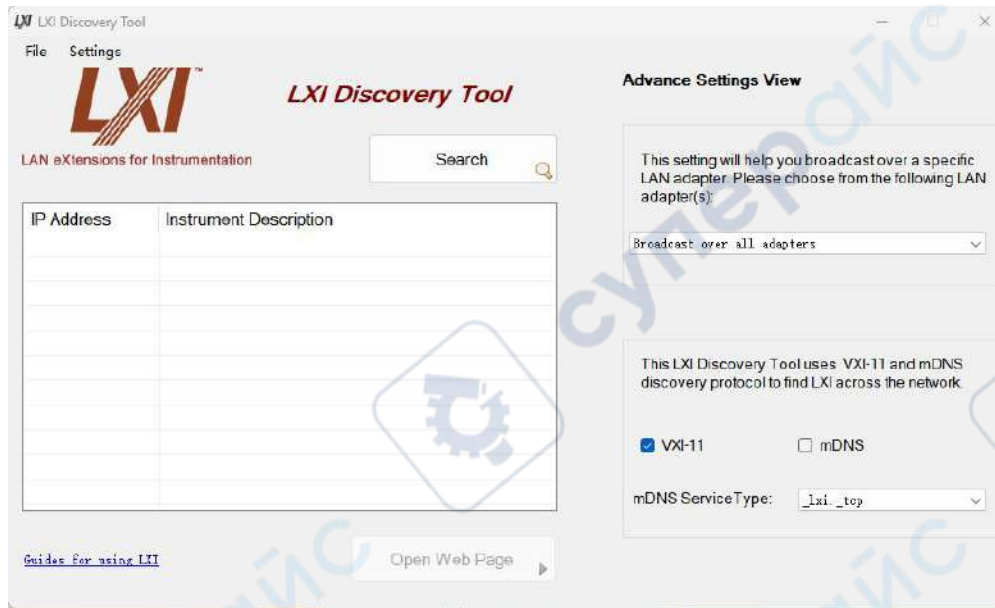 LXI LXI Discovery Tool
File Settings
LXI™
LAN eXtensions for Instrumentation
LXI Discovery Tool
Search
IP Address Instrument Description
Guides for using LXI
Open Web Page
Advance Settings View
This setting will help you broadcast over a specific
LAN adapter. Please choose from the following LAN
adapter(s):
Broadcast over all adapters
This LXI Discovery Tool uses VXI-11 and mDNS
discovery protocol to find LXI across the network.
VXI-11 mDNS
mDNS ServiceType: _lxi._tcp
суперайс